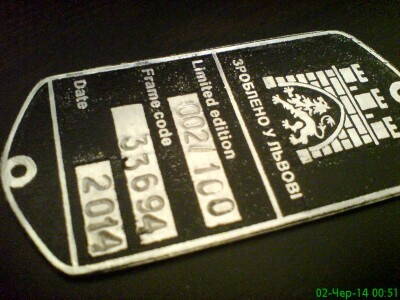 ЗРОБЛЕНО У ЛЬВОВІ
Limited edition
002/100
Frame code
33694
Date
2014
02-Чер-14 00:51